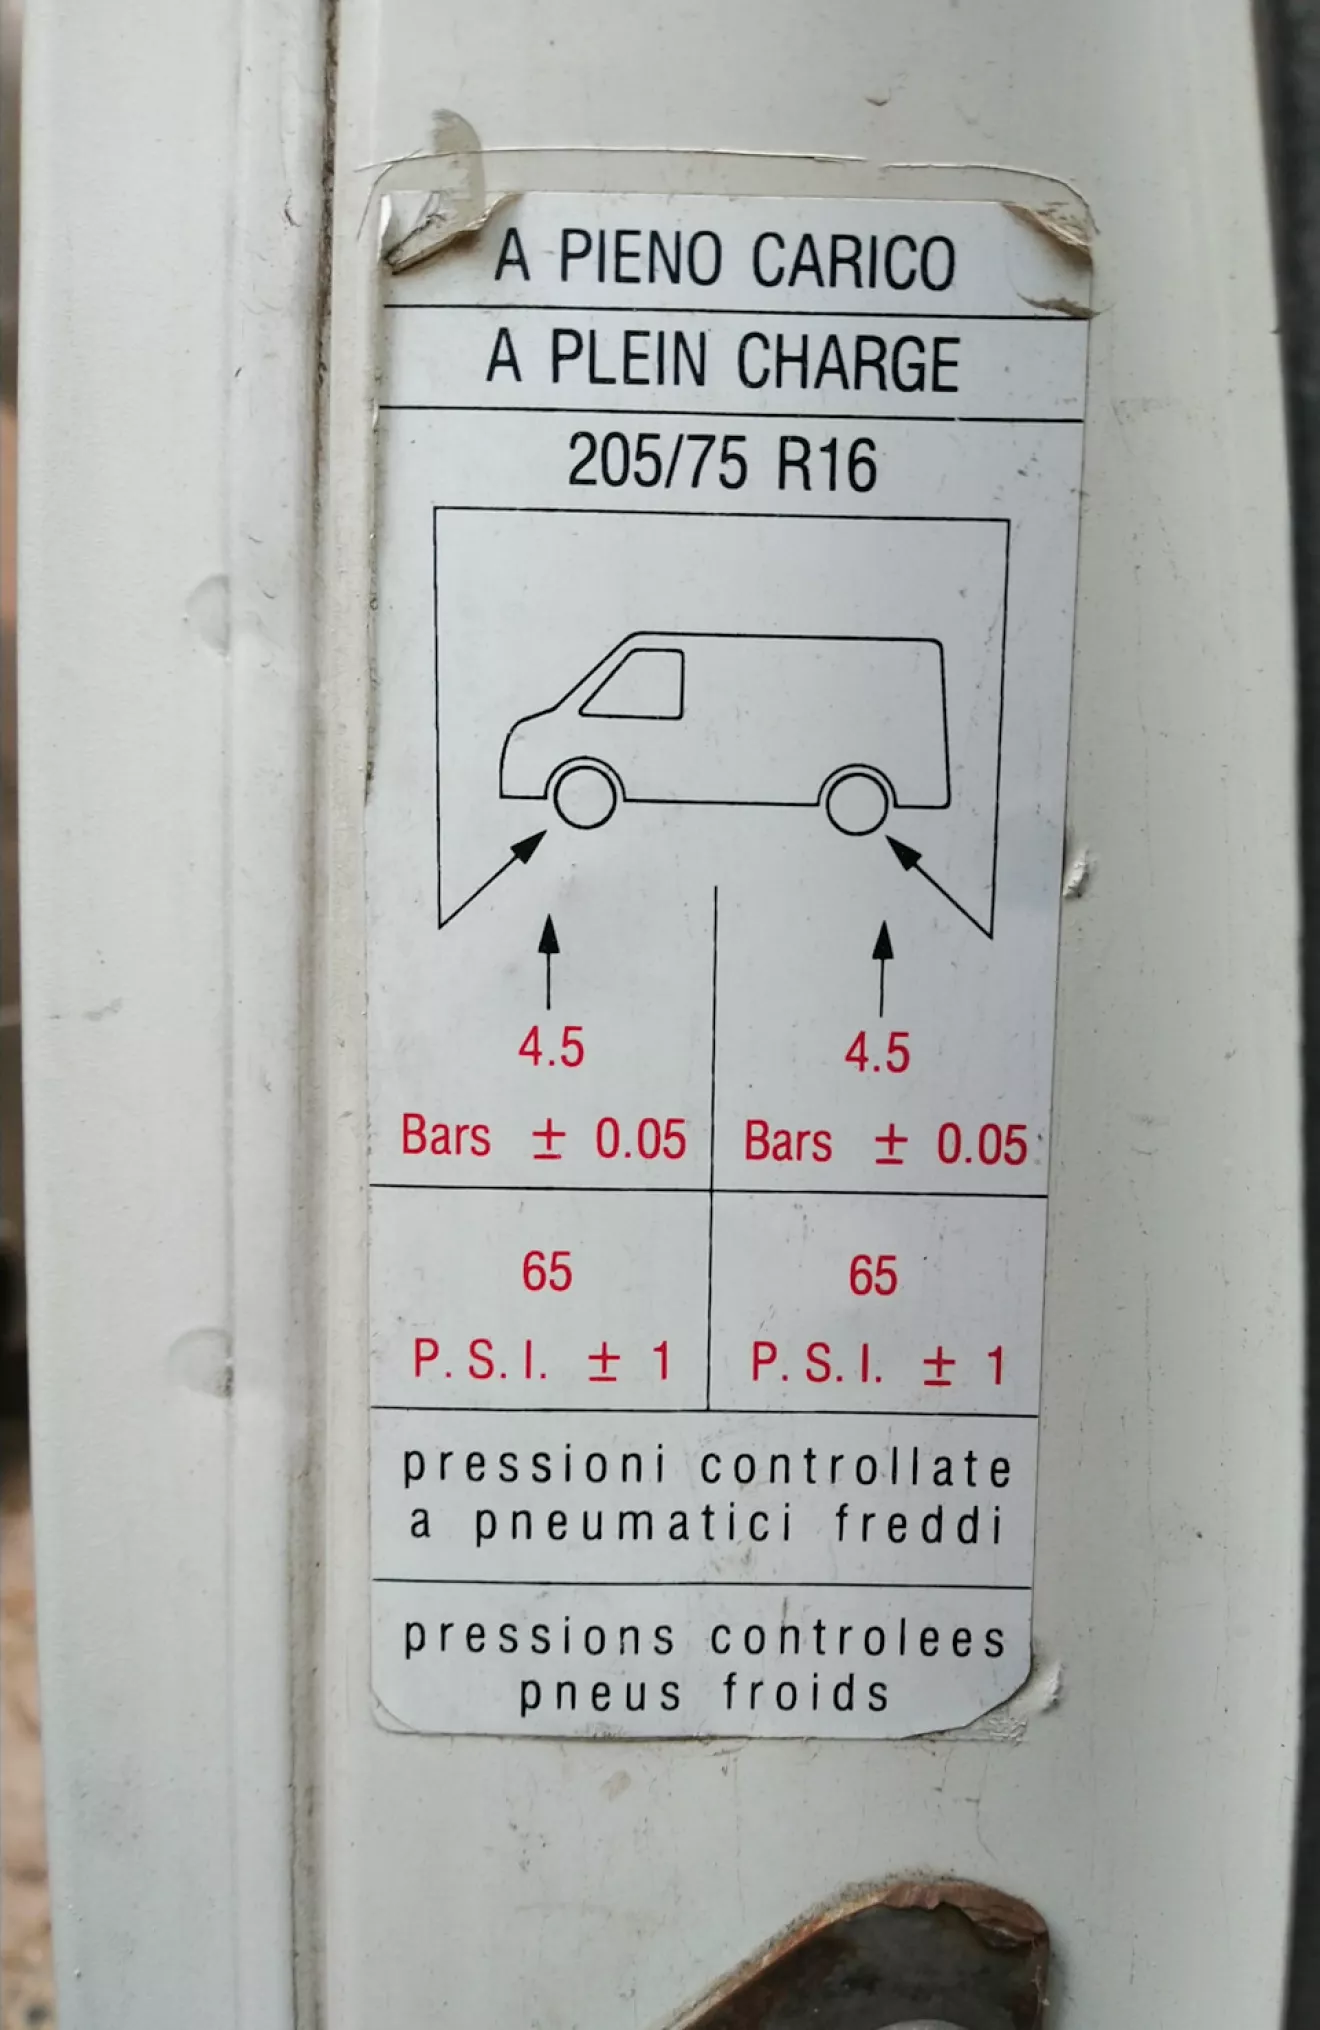 A PIENO CARICO
A PLEIN CHARGE
205/75 R16
4.5 4.5
Bars ± 0.05 Bars ± 0.05
65 65
P.S.I. ± 1 P.S.I. ± 1
pressioni controllate
a pneumatici freddi
pressions controlees
pneus froids